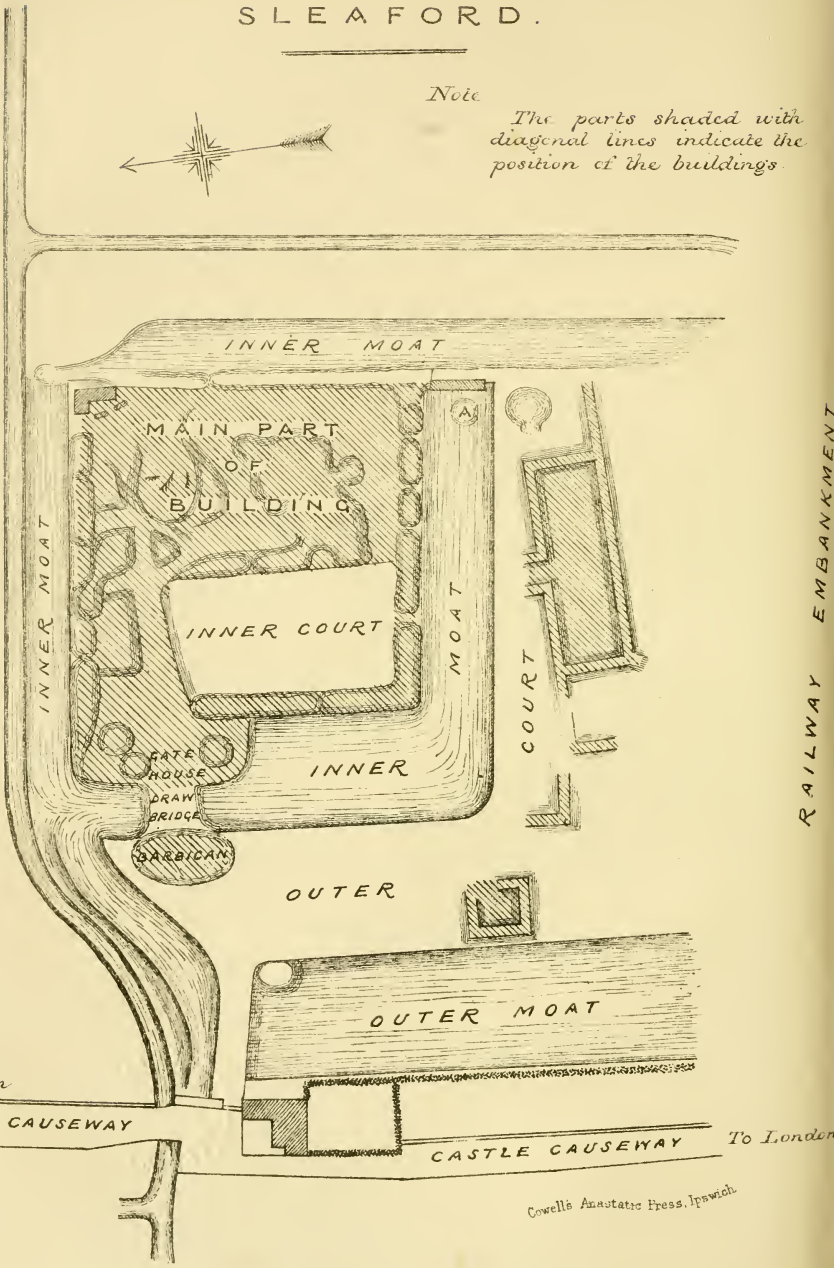 SLEAFORD.
Note
The parts shaded with
diagonal lines indicate the
position of the buildings
INNER MOAT
A
MAIN PART
OF
BUILDING
INNER MOAT
INNER COURT
MOAT
COURT
RAILWAY EMBANKMENT
GATE
HOUSE
INNER
DRAW
BRIDGE
BARBICAN
OUTER
OUTER MOAT
CAUSEWAY
CASTLE CAUSEWAY
To London
Cowell's Anastatic Press, Ipswich